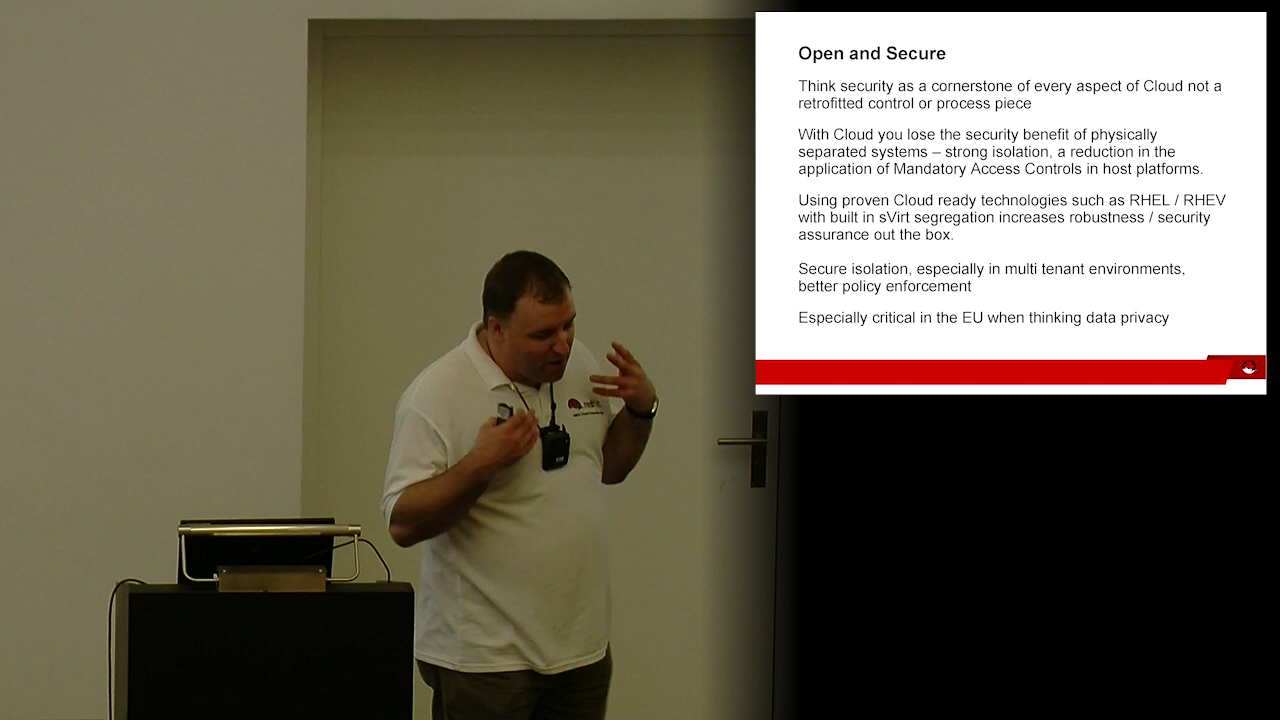 Open and Secure
Think security as a cornerstone of every aspect of Cloud not a
retrofitted control or process piece
With Cloud you lose the security benefit of physically
separated systems – strong isolation, a reduction in the
application of Mandatory Access Controls in host platforms.
Using proven Cloud ready technologies such as RHEL / RHEV
with built in sVirt segregation increases robustness / security
assurance out the box.
Secure isolation, especially in multi tenant environments,
better policy enforcement
Especially critical in the EU when thinking data privacy